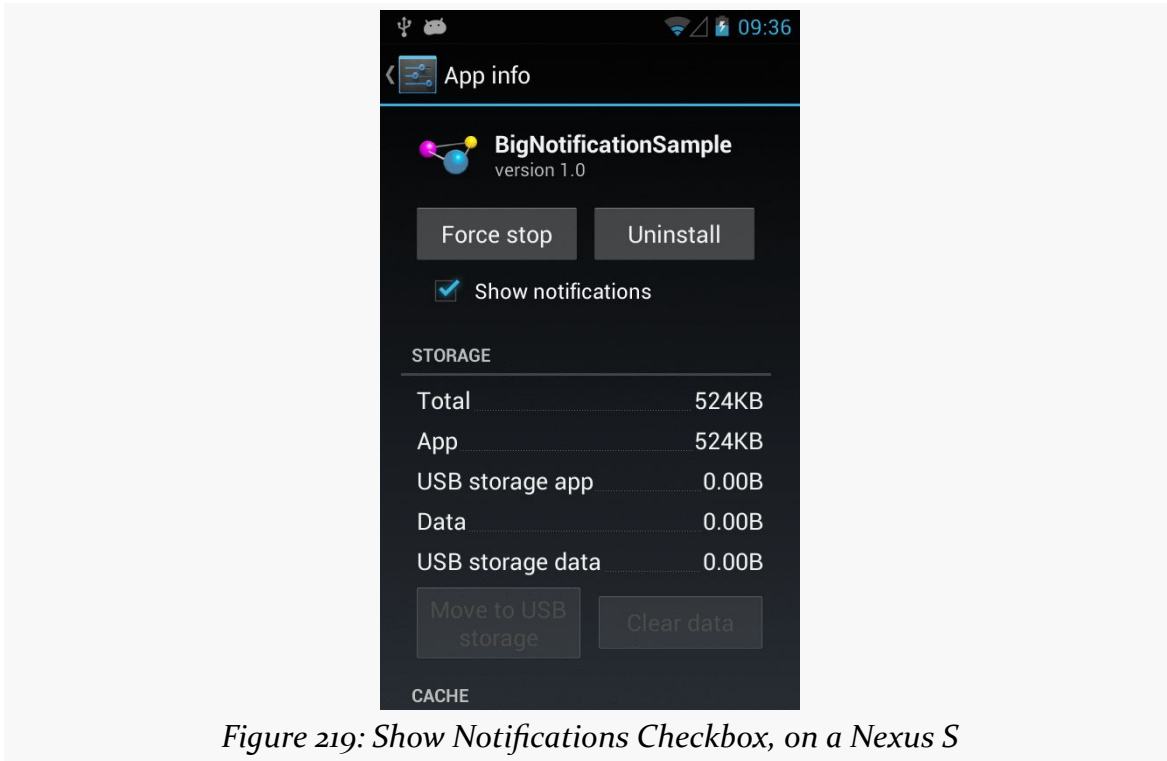 09:36
App info
BigNotificationSample
version 1.0
Force stop Uninstall
Show notifications
STORAGE
Total 524KB
App 524KB
USB storage app 0.00B
Data 0.00B
USB storage data 0.00B
Move to USB storage Clear data
CACHE
Figure 219: Show Notifications Checkbox, on a Nexus S